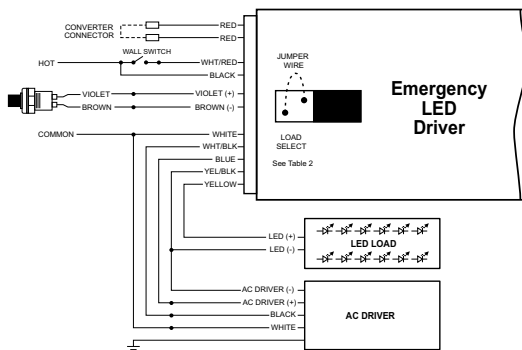 CONVERTER
CONNECTOR
RED
RED
WALL SWITCH
HOT
WHT/RED
BLACK
VIOLET
VIOLET (+)
BROWN
BROWN (-)
COMMON
WHITE
WHT/BLK
BLUE
YEL/BLK
YELLOW
JUMPER
WIRE
LOAD
SELECT
See Table 2
Emergency
LED
Driver
LED (+)
LED (-)
LED LOAD
AC DRIVER (-)
AC DRIVER (+)
BLACK
WHITE
AC DRIVER